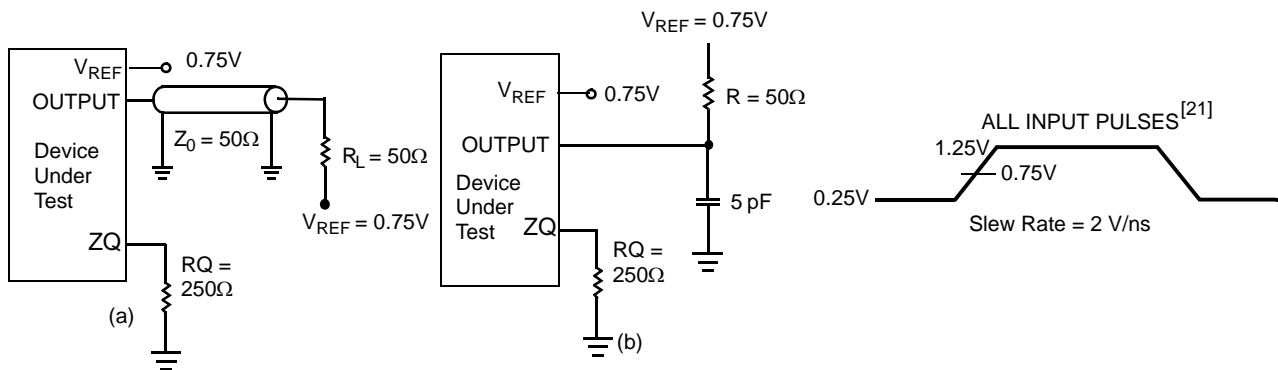 V_REF 0.75V
OUTPUT
Z_0 = 50Ω
Device
Under
Test
R_L = 50Ω
V_REF = 0.75V
ZQ
RQ =
250Ω
(a)
V_REF = 0.75V
R = 50Ω
V_REF 0.75V
OUTPUT
Device
Under
Test
5 pF
ZQ
RQ =
250Ω
(b)
ALL INPUT PULSES[21]
1.25V
0.75V
0.25V
Slew Rate = 2 V/ns